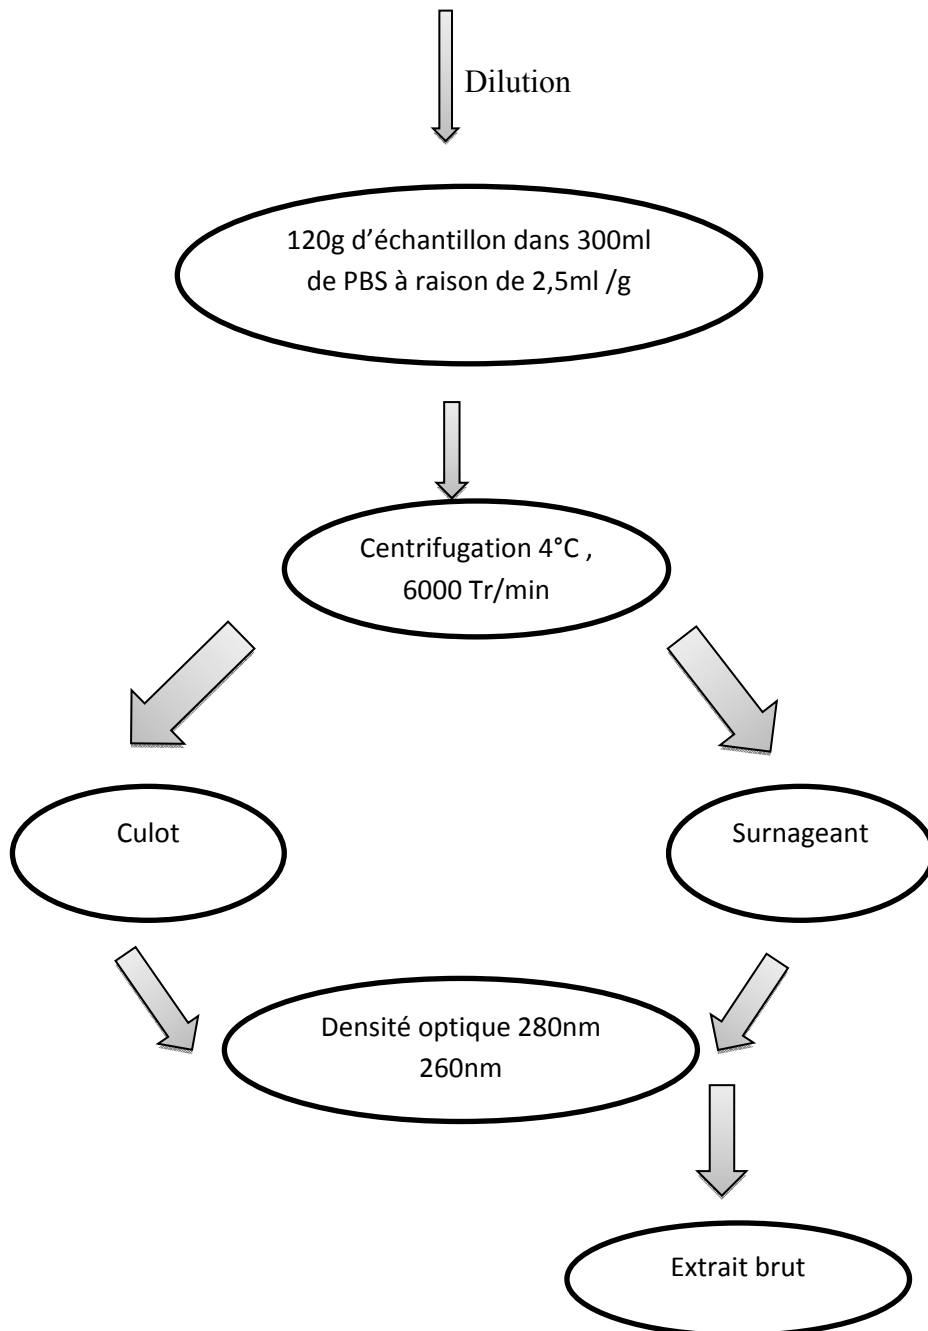 Dilution
120g d’échantillon dans 300ml
de PBS à raison de 2,5ml /g
Centrifugation 4°C ,
6000 Tr/min
Culot
Surnageant
Densité optique 280nm
260nm
Extrait brut